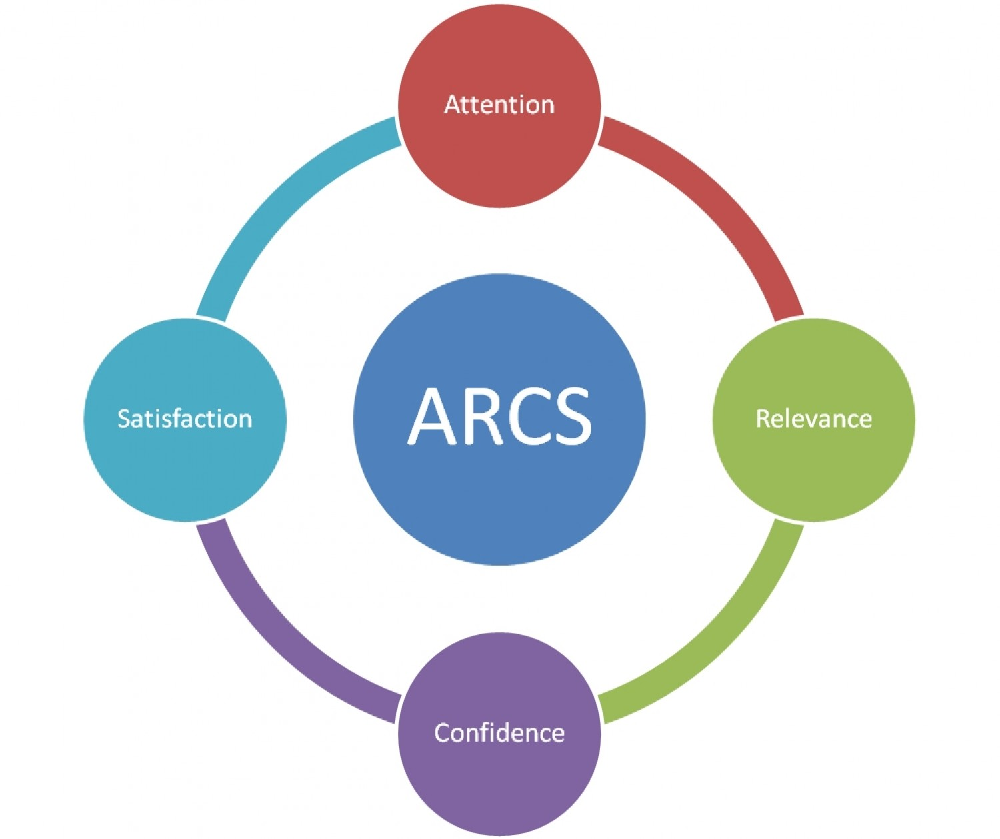 Attention
Satisfaction
ARCS
Relevance
Confidence